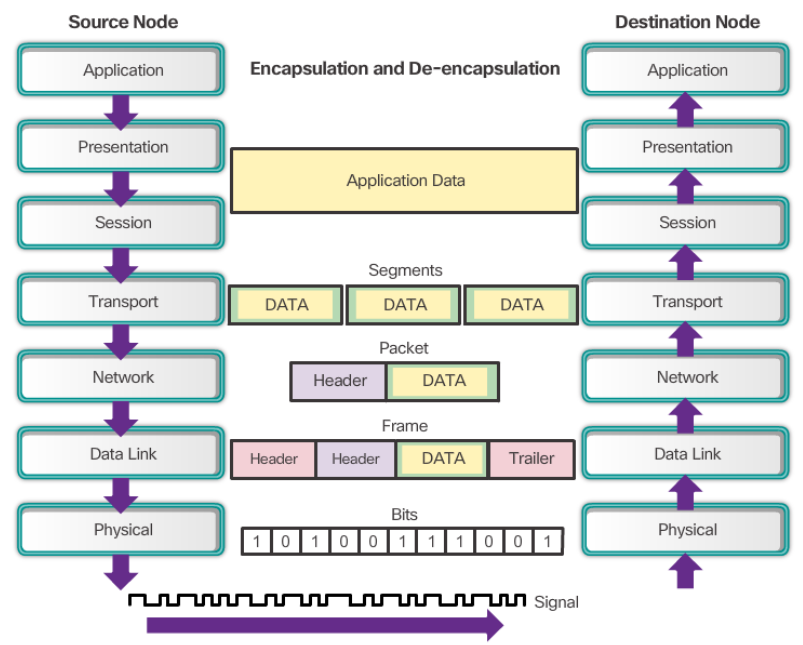 Source Node
Destination Node
Application
Encapsulation and De-encapsulation
Application
Presentation
Application Data
Presentation
Session
Session
Segments
Transport
DATA DATA DATA
Transport
Packet
Network
Header DATA
Network
Frame
Data Link
Header Header DATA Trailer
Data Link
Bits
Physical
1 0 1 0 0 1 1 1 0 0 1
Physical
Signal